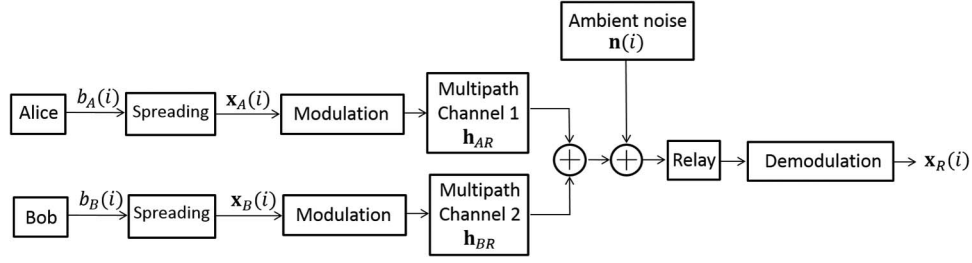 Ambient noise
𝐧(i)
Alice
b_A(i)
Spreading
𝐱_A(i)
Modulation
Multipath
Channel 1
𝐡_AR
+
+
Relay
Demodulation
𝐱_R(i)
Bob
b_B(i)
Spreading
𝐱_B(i)
Modulation
Multipath
Channel 2
𝐡_BR